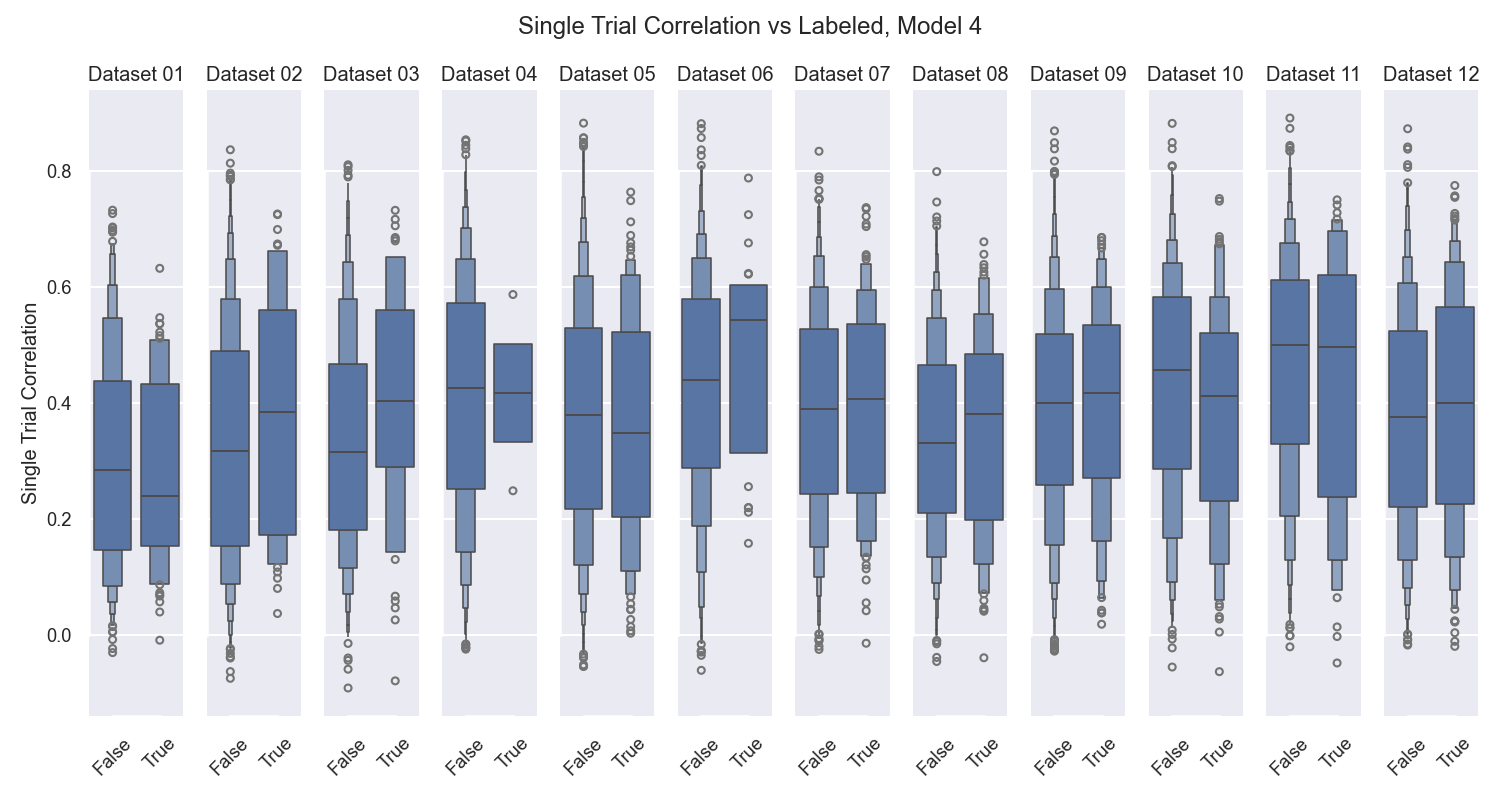 Single Trial Correlation vs Labeled, Model 4
Dataset 01 Dataset 02 Dataset 03 Dataset 04 Dataset 05 Dataset 06 Dataset 07 Dataset 08 Dataset 09 Dataset 10 Dataset 11 Dataset 12
Single Trial Correlation
0.8
0.6
0.4
0.2
0.0
False True False True False True False True False True False True False True False True False True False True False True False True